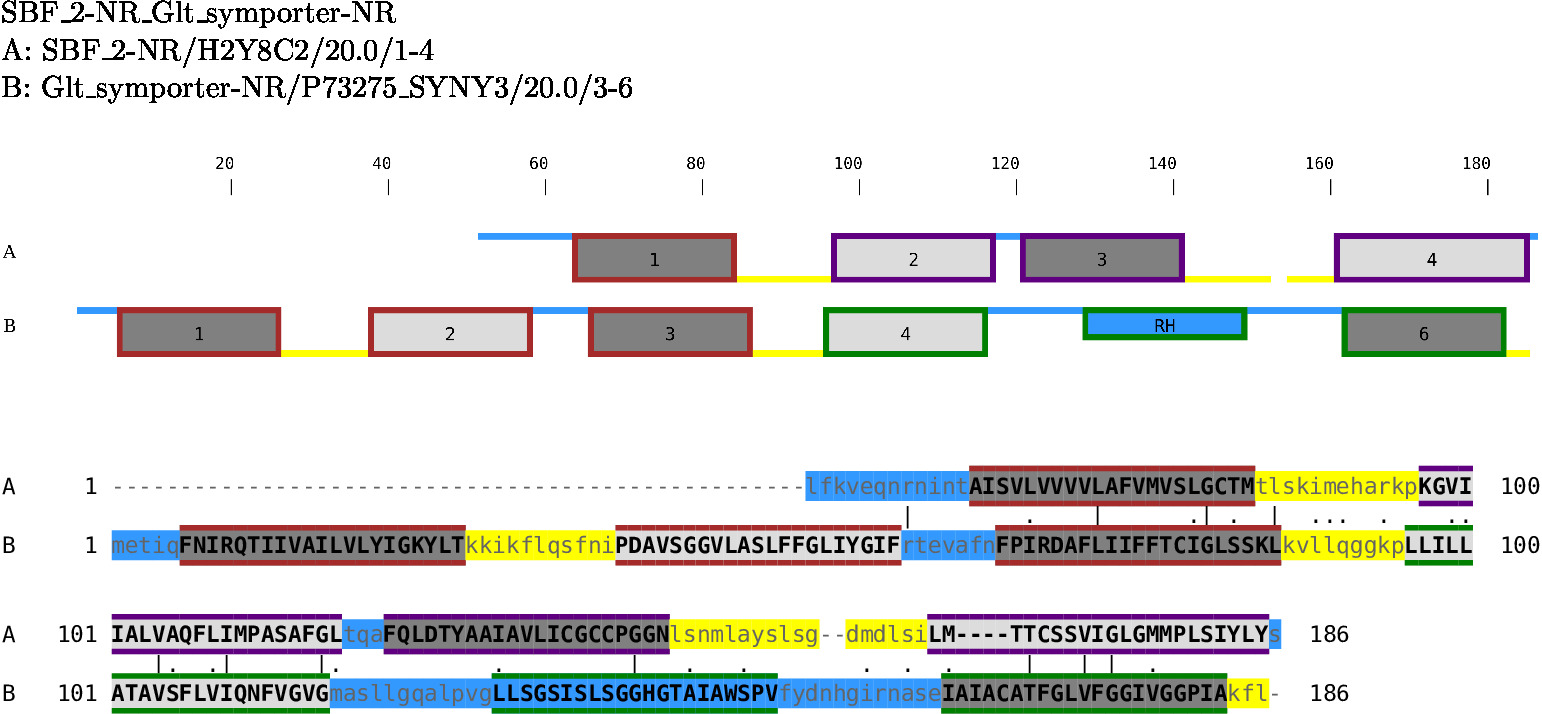 SBF_2-NR_Glt_symporter-NR
A: SBF_2-NR/H2Y8C2/20.0/1-4
B: Glt_symporter-NR/P73275_SYNY3/20.0/3-6
20 40 60 80 100 120 140 160 180
A 1 2 3 4
B 1 2 3 4 RH 6
A 1 ---------------------------------------------------lfkveqnrnintAISVLVVVVLAFVMVSLGCTMtlskimeharkpKGVI 100
B 1 metiqFNIRQTIIVAILVLYIGKYLTkkikflqsfniPDAVSGGVLASLFFGLIYGIFrtevafnFPIRDAFLIIFFTCIGLSSKLkvllqggkpLLILL 100
A 101 IALVAQFLIMPASAFGLtqaFQLDTYAAIAVLICGCCPGGNlsnmlayslsg--dmdlsiLM----TTCSSVIGLGMMPLSIYLYs 186
B 101 ATAVSFLVIQNFVGVGmasllgqalpvgLLSGSISLSGGHGTAIAWSPVfydnhgirnaseIAIACATFGLVFGGIVGGPIAkfl- 186